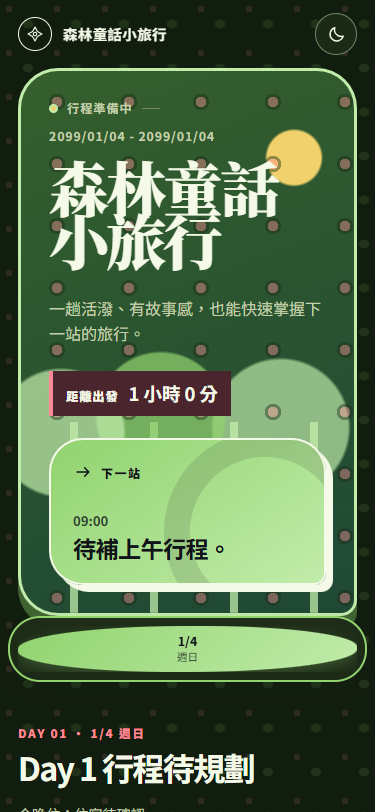 森林童話小旅行
行程準備中
2099/01/04 - 2099/01/04
森林童話
小旅行
一趟活潑、有故事感，也能快速掌握下
一站的旅行。
距離出發 1 小時 0 分
下一站
09:00
待補上午行程。
1/4
週日
DAY 01 · 1/4 週日
Day 1 行程待規劃